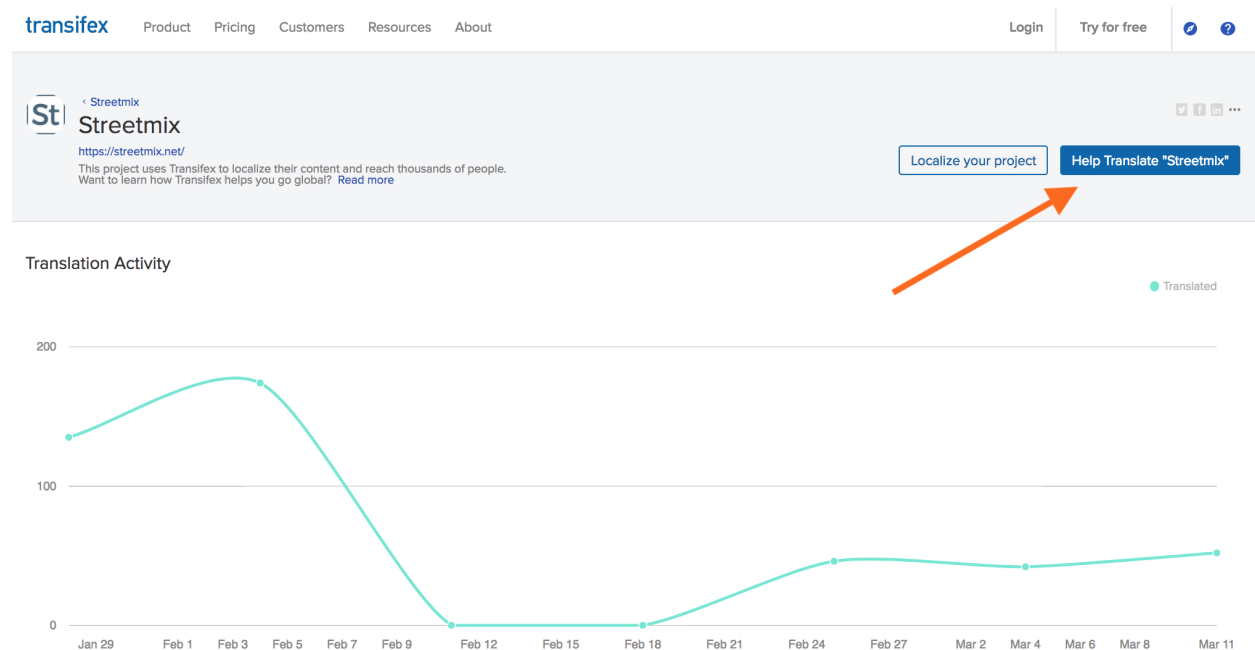 transifex Product Pricing Customers Resources About Login Try for free ?
St
‹ Streetmix
Streetmix
https://streetmix.net/
This project uses Transifex to localize their content and reach thousands of people.
Want to learn how Transifex helps you go global? Read more
Localize your project Help Translate "Streetmix"
Translation Activity
Translated
200
100
0
Jan 29 Feb 1 Feb 3 Feb 5 Feb 7 Feb 9 Feb 12 Feb 15 Feb 18 Feb 21 Feb 24 Feb 27 Mar 2 Mar 4 Mar 6 Mar 8 Mar 11